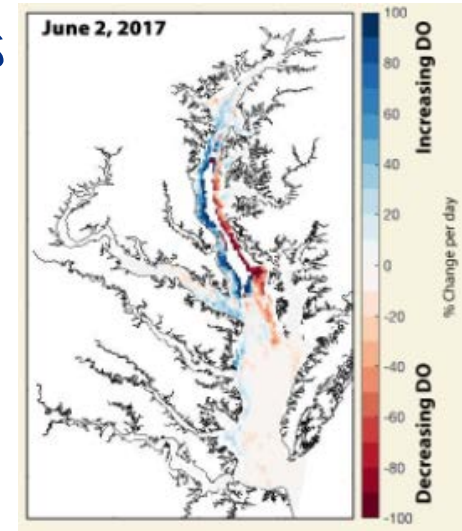 s
June 2, 2017
100
80
60
40
20
0
-20
-40
-60
-80
-100
Increasing DO
% Change per day
Decreasing DO